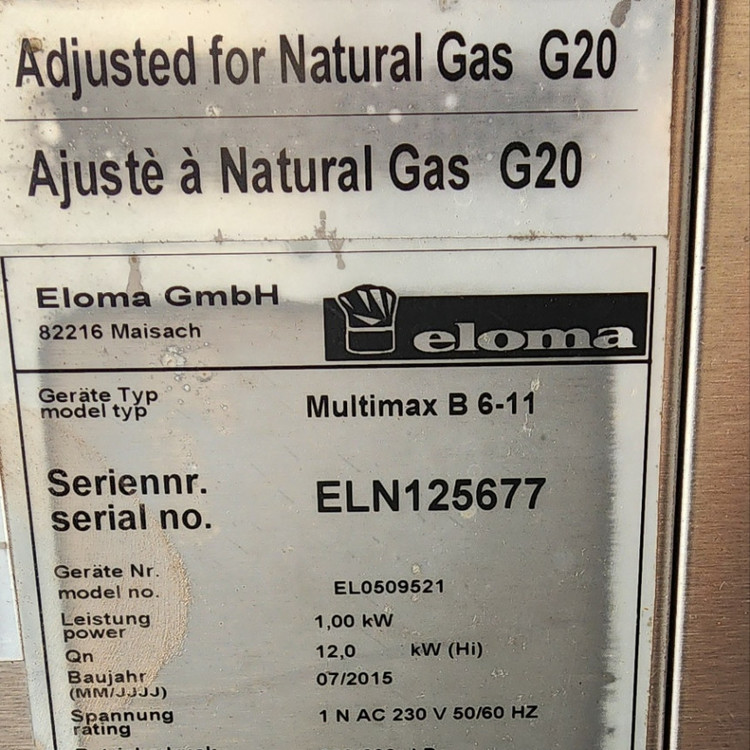 Adjusted for Natural Gas G20
Ajustè à Natural Gas G20
Eloma GmbH
82216 Maisach
eloma
Geräte Typ
model typ
Multimax B 6-11
Seriennr.
serial no.
ELN125677
Geräte Nr.
model no.
EL0509521
Leistung
power
1,00 kW
Qn 12,0 kW (Hi)
Baujahr
(MM/JJJJ)
07/2015
Spannung
rating
1 N AC 230 V 50/60 HZ